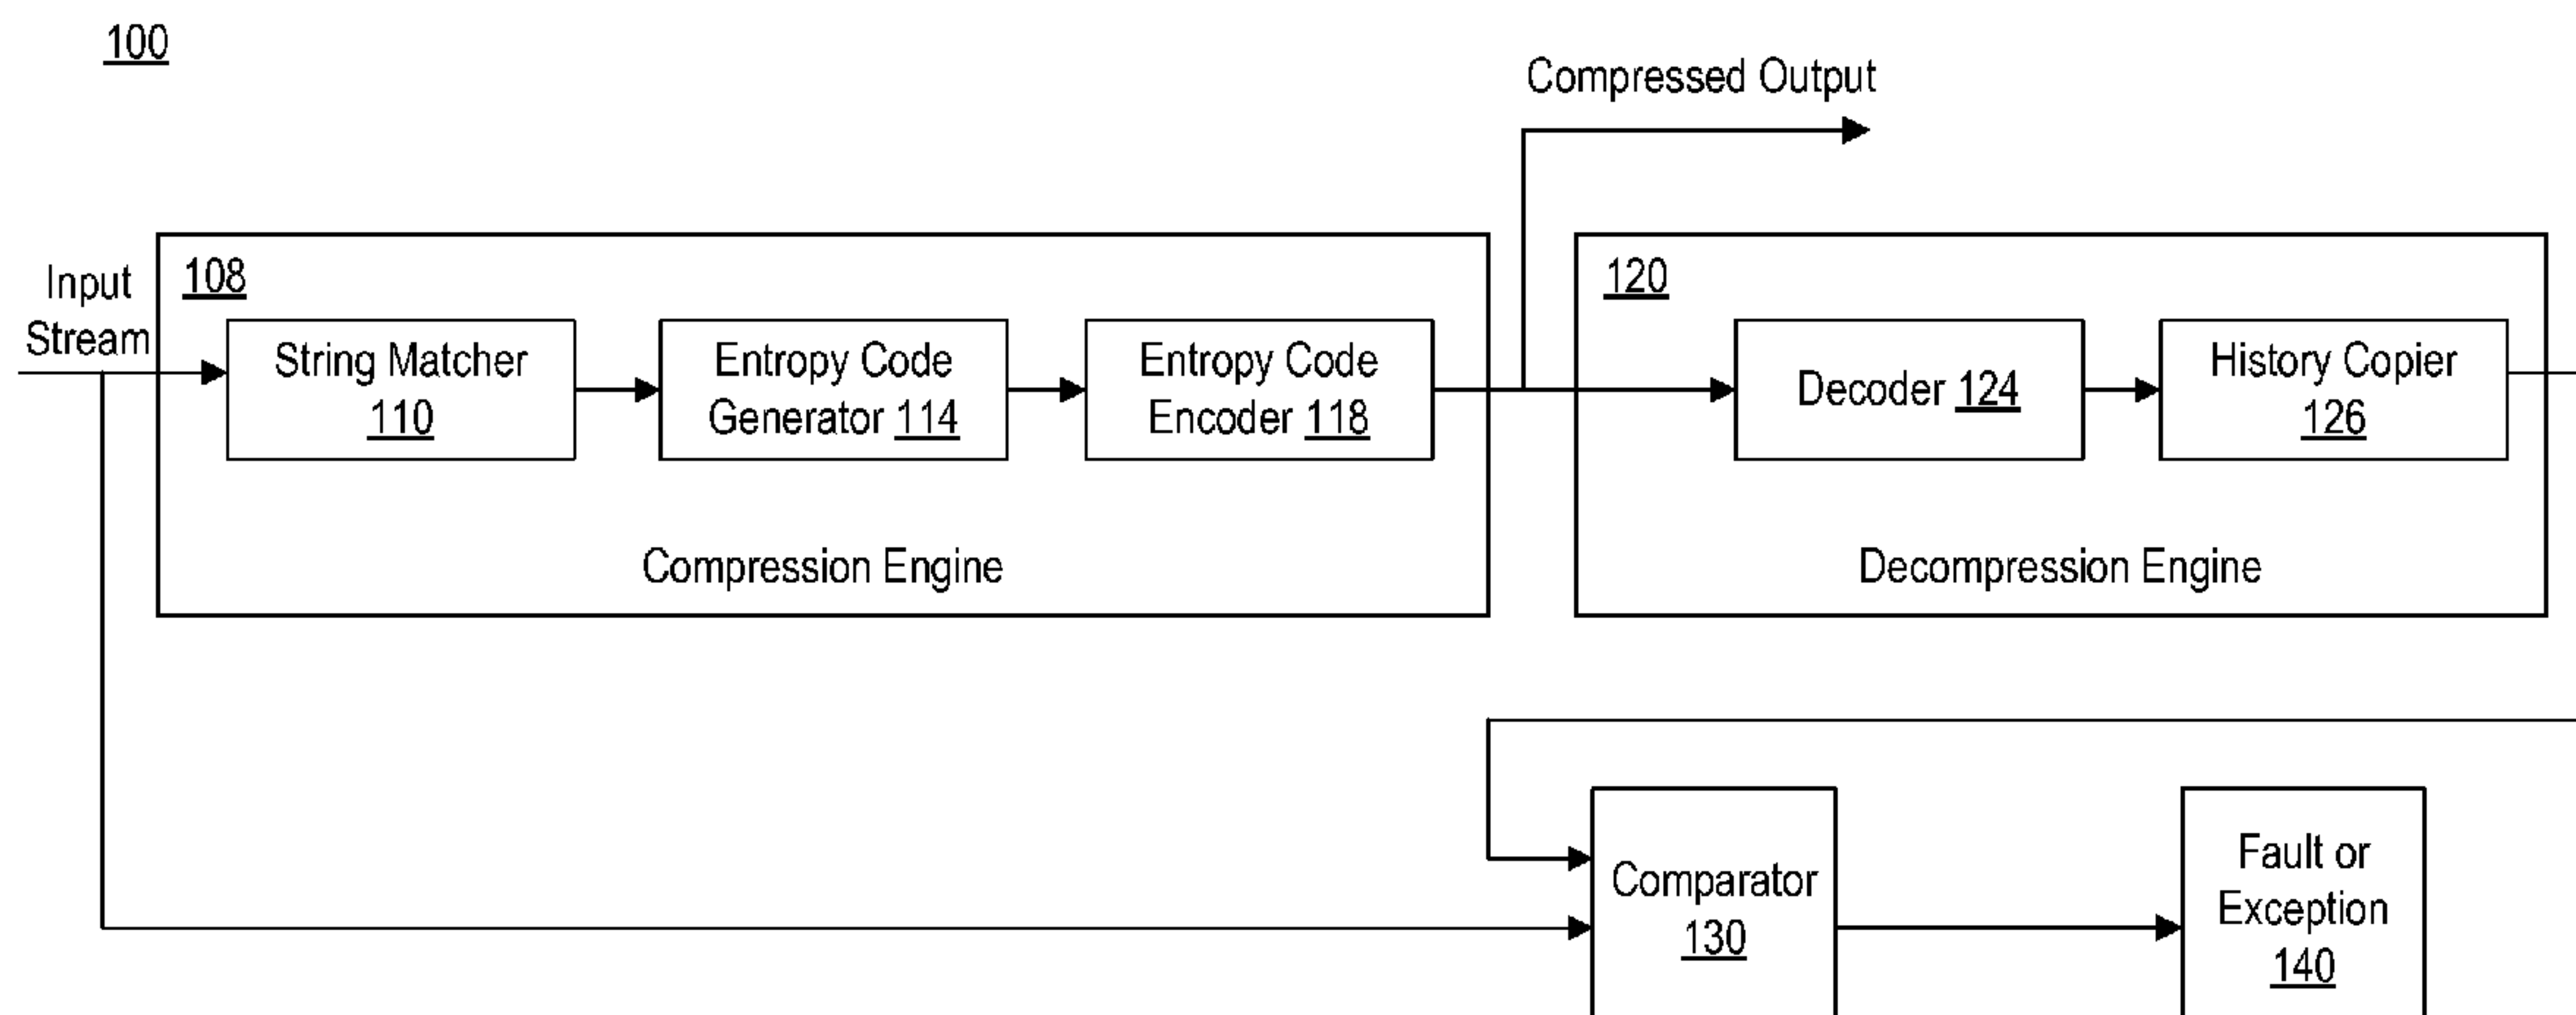 100
Compressed Output
Input
Stream
108
String Matcher
110
Entropy Code
Generator 114
Entropy Code
Encoder 118
Compression Engine
120
Decoder 124
History Copier
126
Decompression Engine
Comparator
130
Fault or
Exception
140